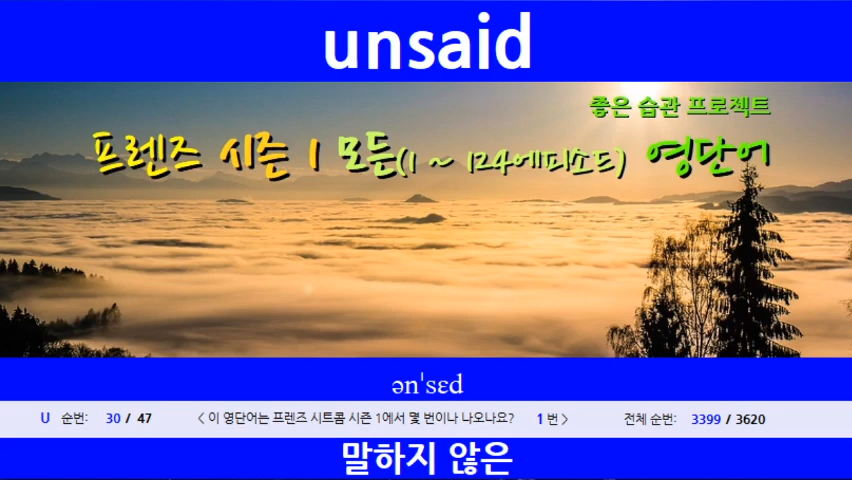 unsaid
좋은 습관 프로젝트
프렌즈 시즌 1 모든(1 ~ 124에피소드) 영단어
ən'sɛd
U 순번: 30 / 47 < 이 영단어는 프렌즈 시트콤 시즌 1에서 몇 번이나 나오나요? 1 번 > 전체 순번: 3399 / 3620
말하지 않은